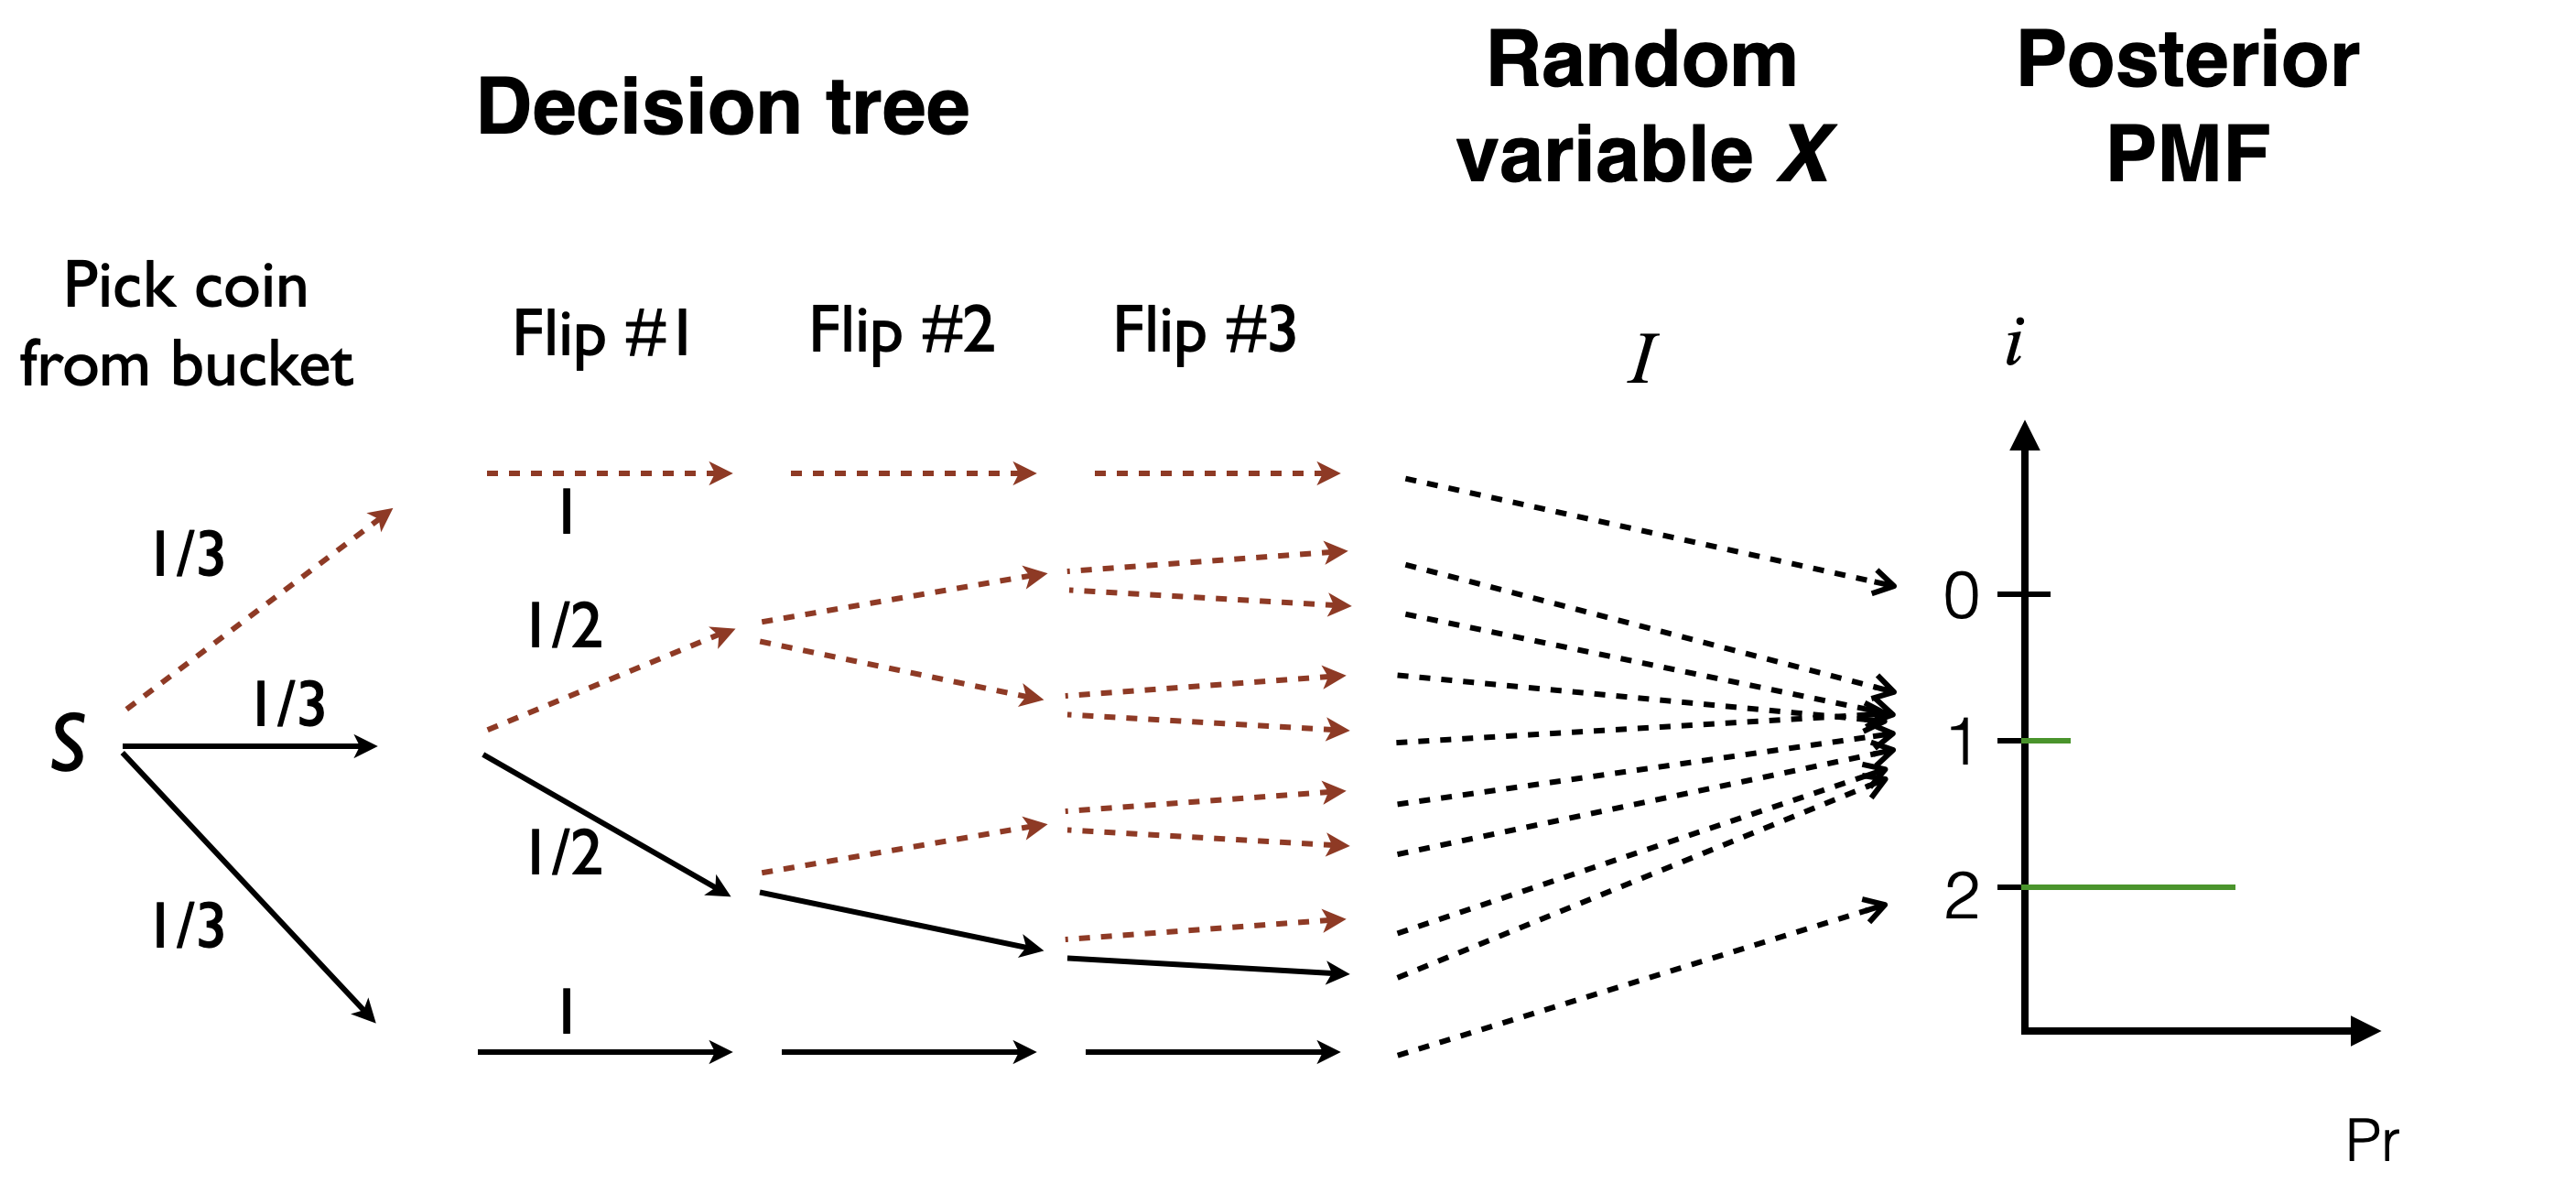 Decision tree
Random
variable X
Posterior
PMF
Pick coin
from bucket
Flip #1
Flip #2
Flip #3
I
i
1
1/3
1/2
0
1/3
S
1
1/2
2
1/3
1
Pr